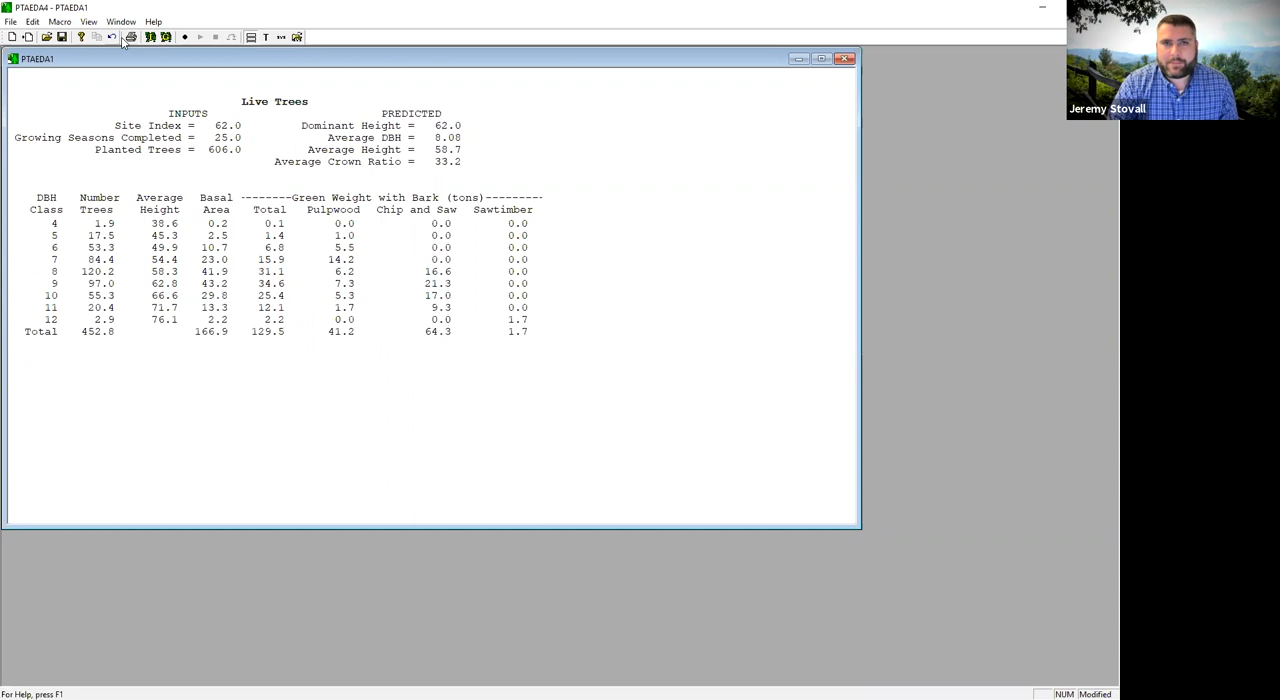 PTAEDA4 - PTAEDA1
File Edit Macro View Window Help
T svs
PTAEDA1
Live Trees
INPUTS PREDICTED
Site Index = 62.0 Dominant Height = 62.0
Growing Seasons Completed = 25.0 Average DBH = 8.08
Planted Trees = 606.0 Average Height = 58.7
Average Crown Ratio = 33.2
DBH Number Average Basal --------Green Weight with Bark (tons)---------
Class Trees Height Area Total Pulpwood Chip and Saw Sawtimber
4 1.9 38.6 0.2 0.1 0.0 0.0 0.0
5 17.5 45.3 2.5 1.4 1.0 0.0 0.0
6 53.3 49.9 10.7 6.8 5.5 0.0 0.0
7 84.4 54.4 23.0 15.9 14.2 0.0 0.0
8 120.2 58.3 41.9 31.1 6.2 16.6 0.0
9 97.0 62.8 43.2 34.6 7.3 21.3 0.0
10 55.3 66.6 29.8 25.4 5.3 17.0 0.0
11 20.4 71.7 13.3 12.1 1.7 9.3 0.0
12 2.9 76.1 2.2 2.2 0.0 0.0 1.7
Total 452.8 166.9 129.5 41.2 64.3 1.7
Jeremy Stovall
For Help, press F1
NUM Modified